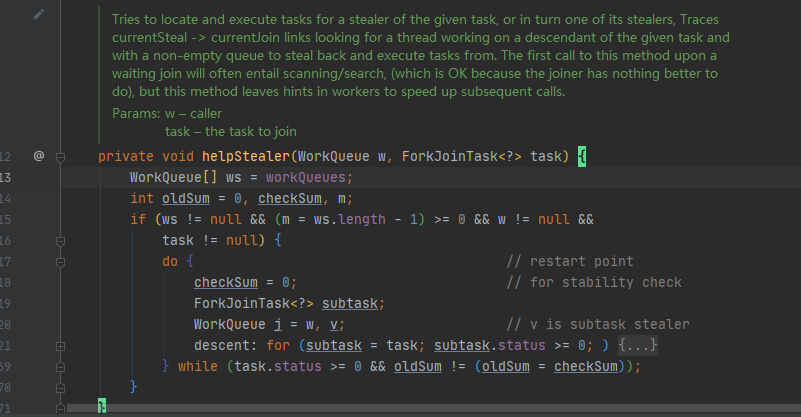 Tries to locate and execute tasks for a stealer of the given task, or in turn one of its stealers, Traces
currentSteal -> currentJoin links looking for a thread working on a descendant of the given task and
with a non-empty queue to steal back and execute tasks from. The first call to this method upon a
waiting join will often entail scanning/search, (which is OK because the joiner has nothing better to
do), but this method leaves hints in workers to speed up subsequent calls.
Params: w – caller
task – the task to join
12 @ private void helpStealer(WorkQueue w, ForkJoinTask<?> task) {
13 WorkQueue[] ws = workQueues;
14 int oldSum = 0, checkSum, m;
15 if (ws != null && (m = ws.length - 1) >= 0 && w != null &&
16 task != null) {
17 do { // restart point
18 checkSum = 0; // for stability check
19 ForkJoinTask<?> subtask;
20 WorkQueue j = w, v; // v is subtask stealer
21 descent: for (subtask = task; subtask.status >= 0; ) {...}
69 } while (task.status >= 0 && oldSum != (oldSum = checkSum));
70 }
71 }